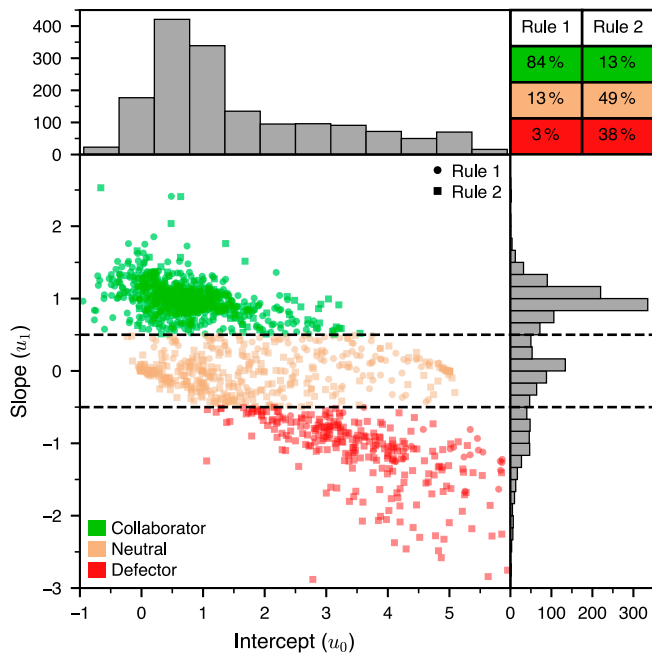 400
300
200
100
0
Rule 1 Rule 2
84 % 13 %
13 % 49 %
3 % 38 %
Rule 1
Rule 2
2
1
0
−1
−2
−3
Slope (u₁)
Collaborator
Neutral
Defector
−1 0 1 2 3 4 5
Intercept (u₀)
0 100 200 300